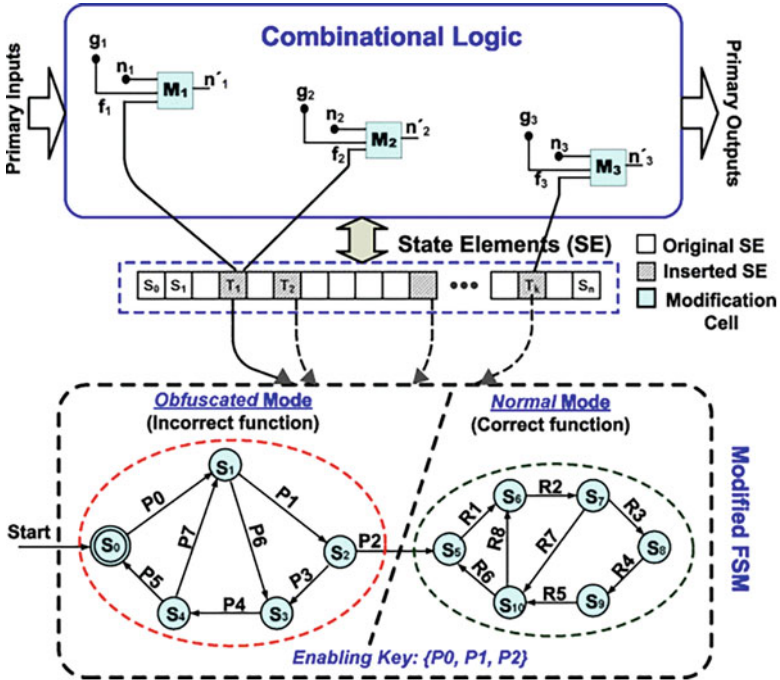 Combinational Logic
Primary Inputs
Primary Outputs
g₁
n₁
M₁
n´₁
f₁
g₂
n₂
M₂
n´₂
f₂
g₃
n₃
M₃
n´₃
f₃
State Elements (SE)
Original SE
Inserted SE
Modification
Cell
S₀ S₁ T₁ T₂ ••• Tₖ Sₙ
Obfuscated Mode
(Incorrect function)
Normal Mode
(Correct function)
Modified FSM
Start
S₀
S₁
S₂
S₃
S₄
P0
P1
P2
P3
P4
P5
P6
P7
S₅
S₆
S₇
S₈
S₉
S₁₀
R1
R2
R3
R4
R5
R6
R7
R8
Enabling Key: {P0, P1, P2}